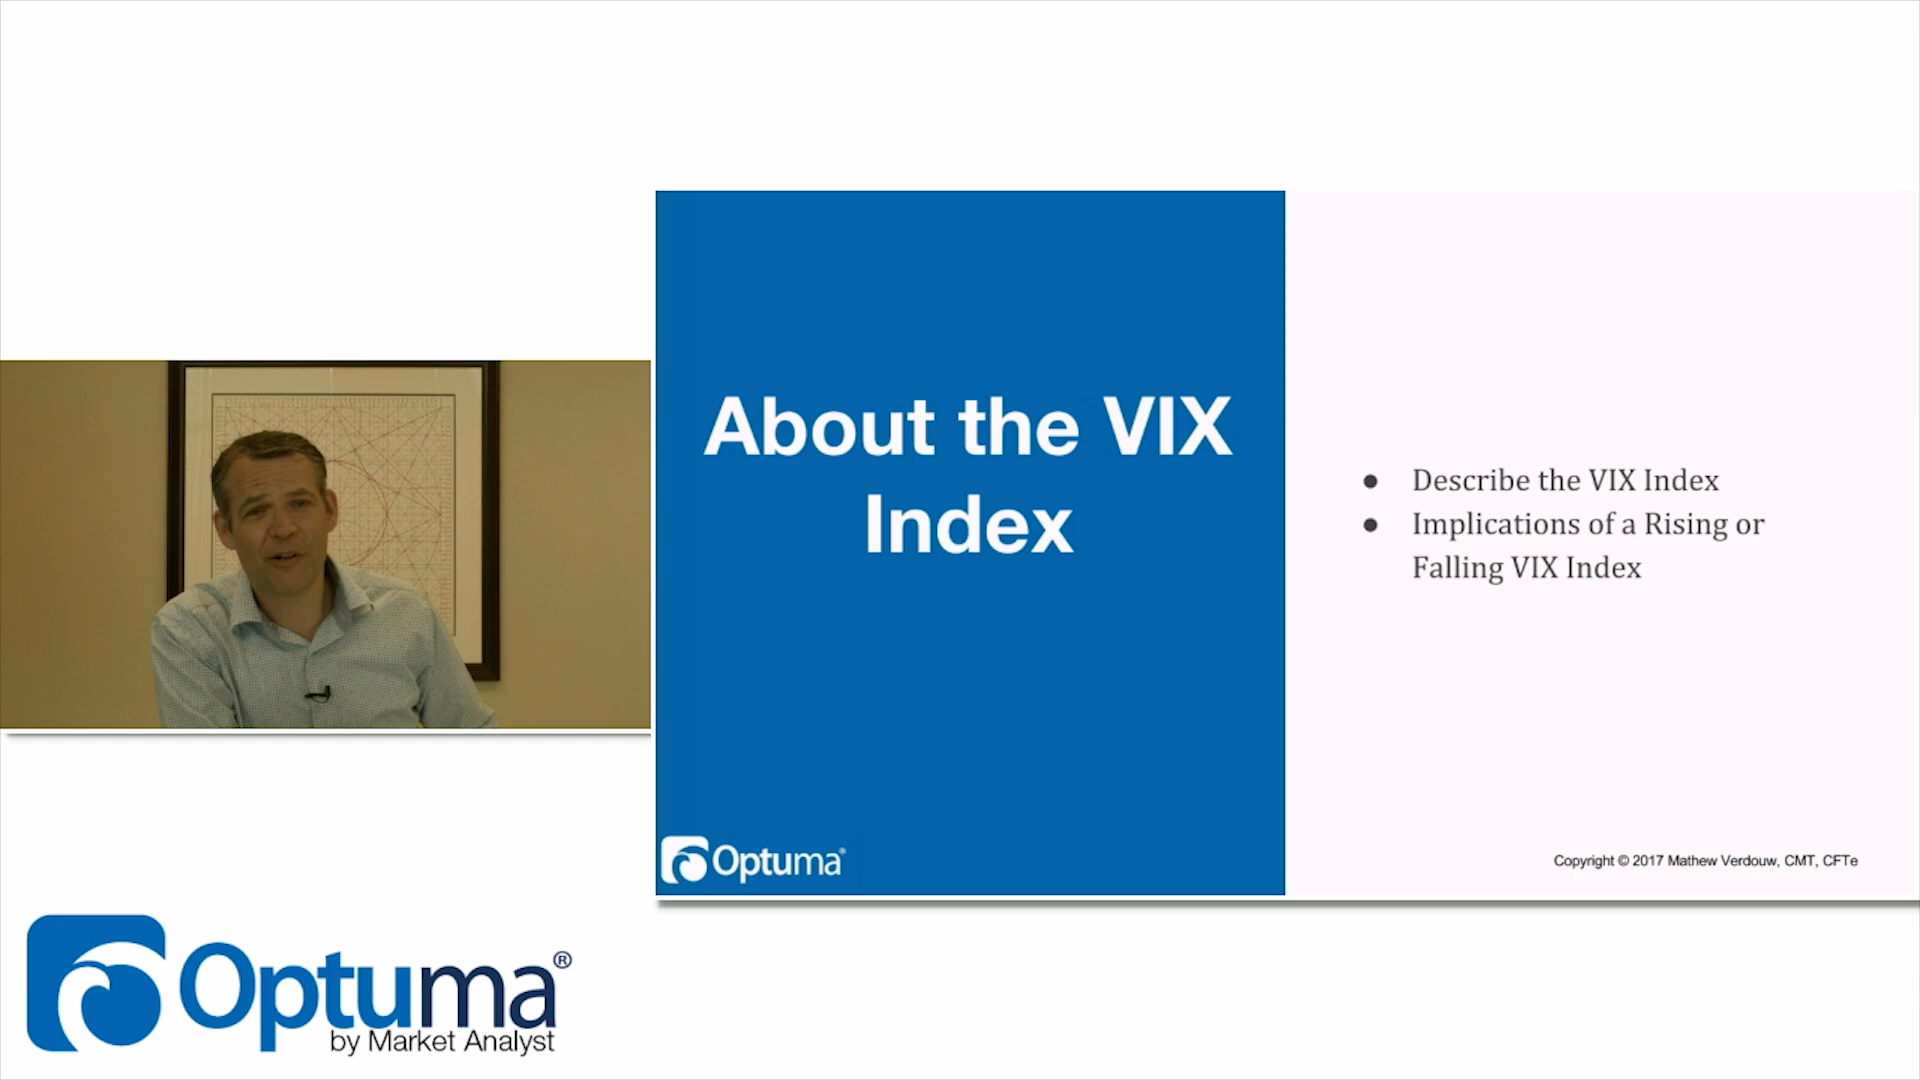 About the VIX
Index
● Describe the VIX Index
● Implications of a Rising or
Falling VIX Index
Optuma®
Copyright © 2017 Mathew Verdouw, CMT, CFTe
Optuma®
by Market Analyst